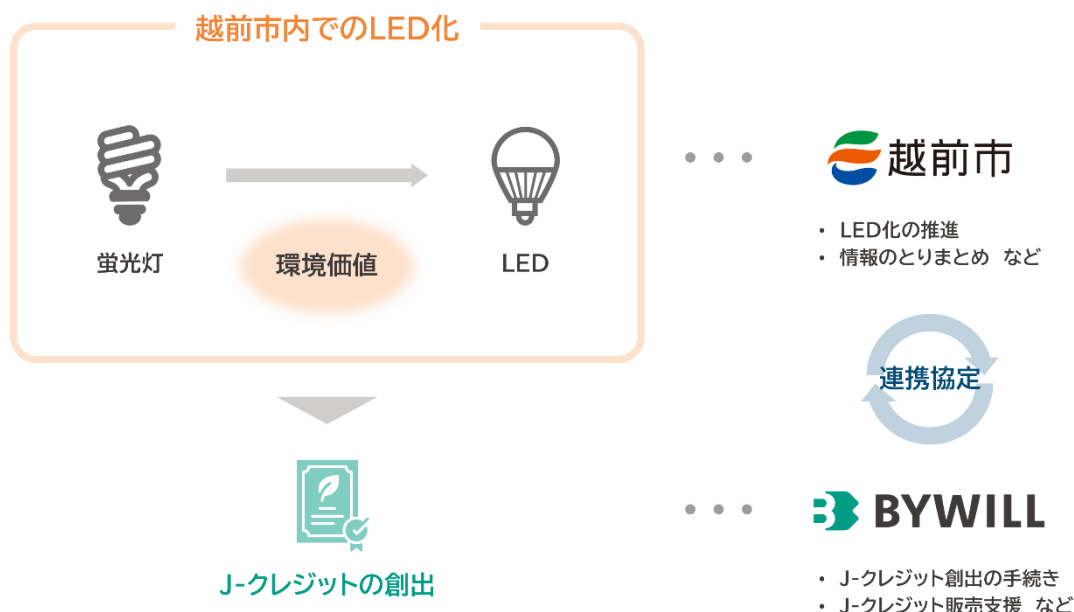 越前市内でのLED化
蛍光灯
環境価値
LED
越前市
・ LED化の推進
・ 情報のとりまとめ など
連携協定
J-クレジットの創出
BYWILL
・ J-クレジット創出の手続き
・ J-クレジット販売支援 など